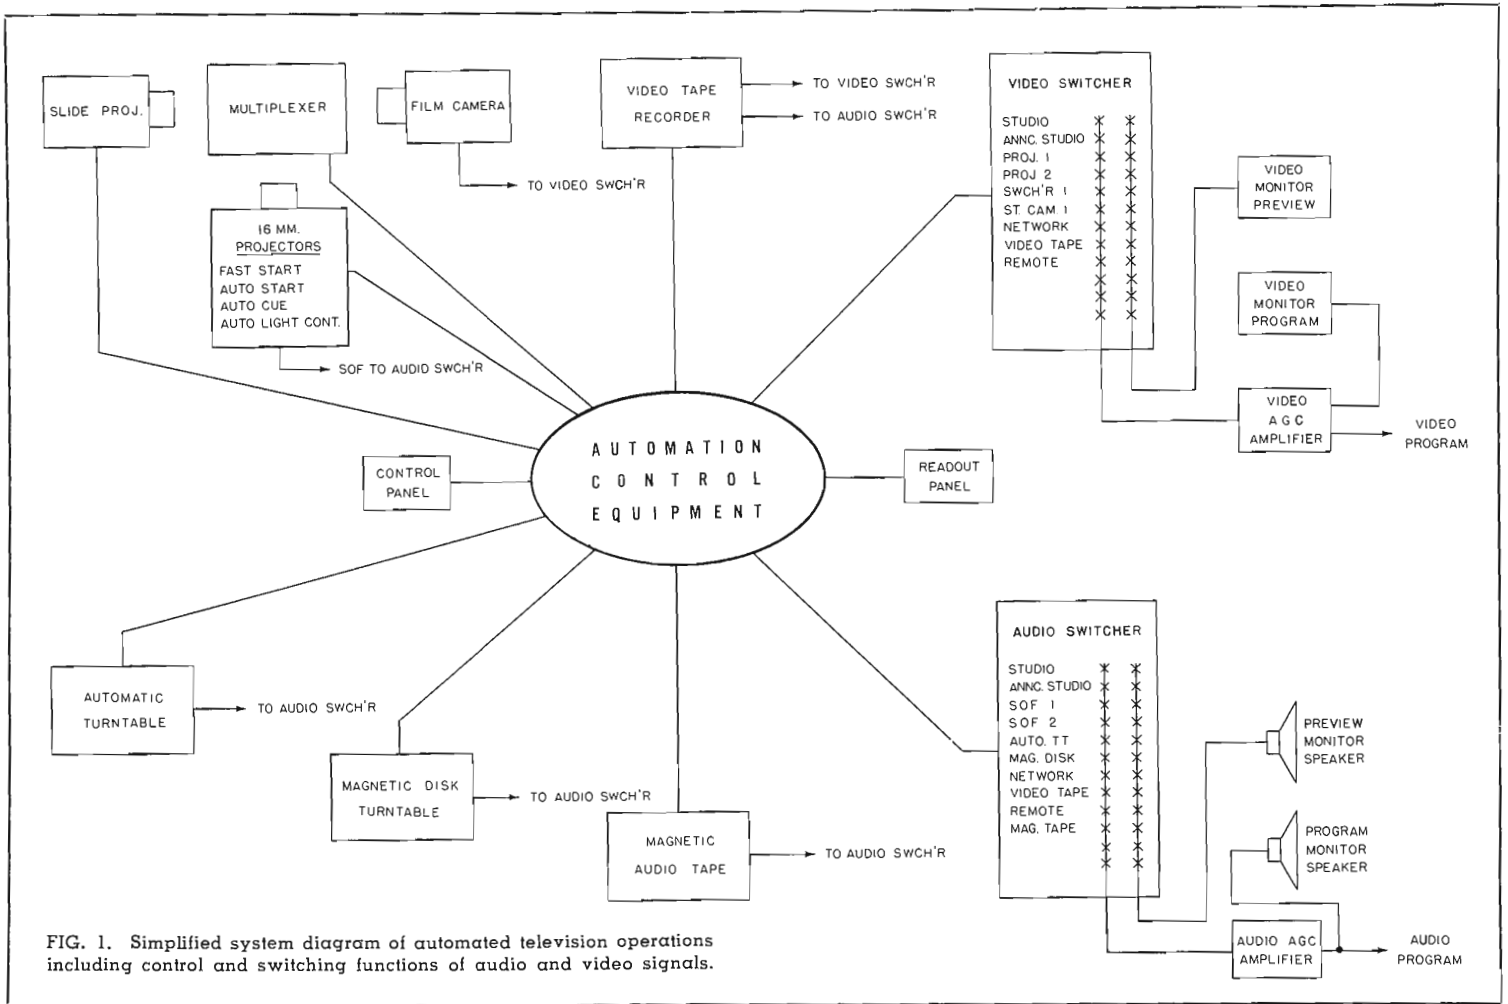 SLIDE PROJ.
MULTIPLEXER
FILM CAMERA
TO VIDEO SWCH'R
VIDEO TAPE
RECORDER
TO VIDEO SWCH'R
TO AUDIO SWCH'R
16 MM.
PROJECTORS
FAST START
AUTO START
AUTO CUE
AUTO LIGHT CONT.
SOF TO AUDIO SWCH'R
VIDEO SWITCHER
STUDIO
ANNC. STUDIO
PROJ. 1
PROJ 2
SWCH'R 1
ST. CAM. 1
NETWORK
VIDEO TAPE
REMOTE
VIDEO
MONITOR
PREVIEW
VIDEO
MONITOR
PROGRAM
VIDEO
AGC
AMPLIFIER
VIDEO
PROGRAM
AUTOMATION
CONTROL
EQUIPMENT
CONTROL
PANEL
READOUT
PANEL
AUTOMATIC
TURNTABLE
TO AUDIO SWCH'R
MAGNETIC DISK
TURNTABLE
TO AUDIO SWCH'R
MAGNETIC
AUDIO TAPE
TO AUDIO SWCH'R
AUDIO SWITCHER
STUDIO
ANNC. STUDIO
SOF 1
SOF 2
AUTO. TT
MAG. DISK
NETWORK
VIDEO TAPE
REMOTE
MAG. TAPE
PREVIEW
MONITOR
SPEAKER
PROGRAM
MONITOR
SPEAKER
AUDIO AGC
AMPLIFIER
AUDIO
PROGRAM
FIG. 1. Simplified system diagram of automated television operations
including control and switching functions of audio and video signals.